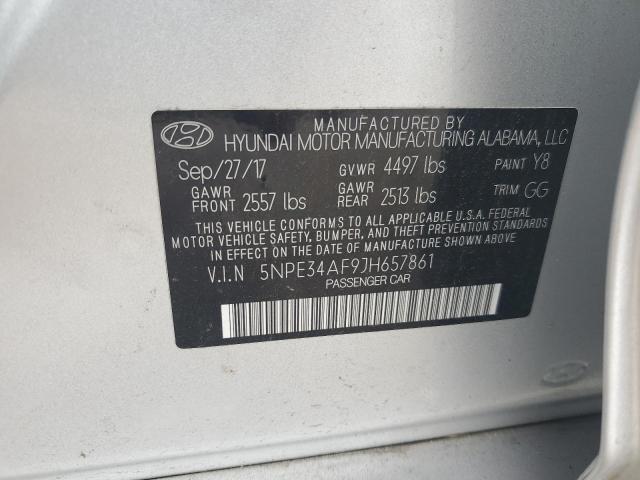 MANUFACTURED BY
HYUNDAI MOTOR MANUFACTURING ALABAMA, LLC
Sep/27/17 GVWR 4497 lbs PAINT Y8
GAWR FRONT 2557 lbs GAWR REAR 2513 lbs TRIM GG
THIS VEHICLE CONFORMS TO ALL APPLICABLE U.S.A. FEDERAL
MOTOR VEHICLE SAFETY, BUMPER, AND THEFT PREVENTION
STANDARDS IN EFFECT ON THE DATE OF MANUFACTURE SHOWN ABOVE.
V.I.N 5NPE34AF9JH657861
PASSENGER CAR